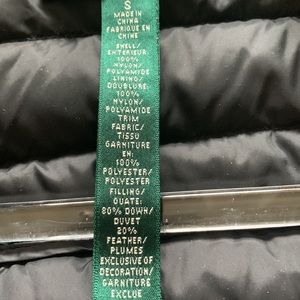 S
MADE IN
CHINA
FABRIQUE EN
CHINE
SHELL/
EXTERIEUR:
100%
NYLON/
POLYAMIDE
LINING/
DOUBLURE:
100%
NYLON/
POLYAMIDE
TRIM
FABRIC/
TISSU
GARNITURE
EN:
100%
POLYESTER/
POLYESTER
FILLING/
OUATE:
80% DOWN/
DUVET
20%
FEATHER/
PLUMES
EXCLUSIVE OF
DECORATION/
GARNITURE
EXCLUE